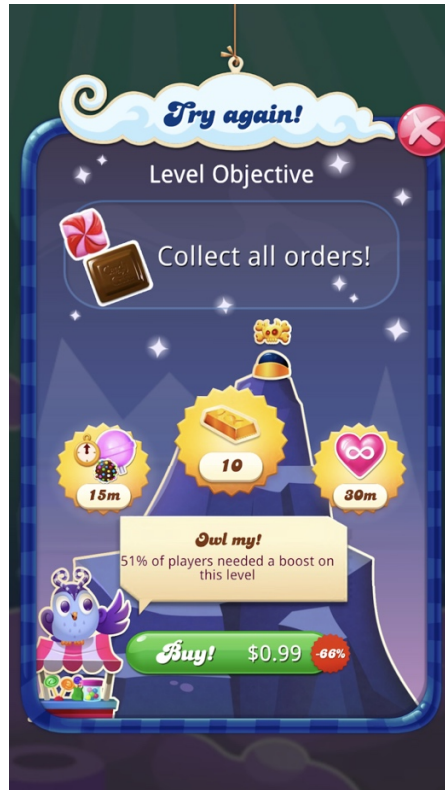 Try again!
Level Objective
Collect all orders!
10
15m
30m
Owl my!
51% of players needed a boost on
this level
Buy! $0.99 -66%